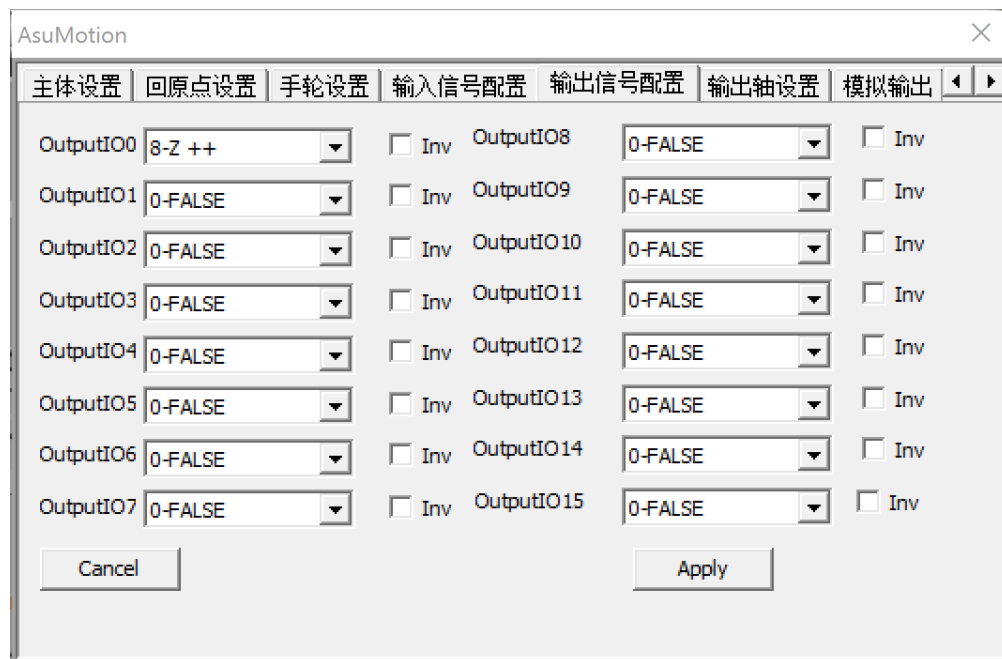 AsuMotion
主体设置 回原点设置 手轮设置 输入信号配置 输出信号配置 输出轴设置 模拟输出
OutputIO0 8-Z ++ Inv OutputIO8 0-FALSE Inv
OutputIO1 0-FALSE Inv OutputIO9 0-FALSE Inv
OutputIO2 0-FALSE Inv OutputIO10 0-FALSE Inv
OutputIO3 0-FALSE Inv OutputIO11 0-FALSE Inv
OutputIO4 0-FALSE Inv OutputIO12 0-FALSE Inv
OutputIO5 0-FALSE Inv OutputIO13 0-FALSE Inv
OutputIO6 0-FALSE Inv OutputIO14 0-FALSE Inv
OutputIO7 0-FALSE Inv OutputIO15 0-FALSE Inv
Cancel Apply